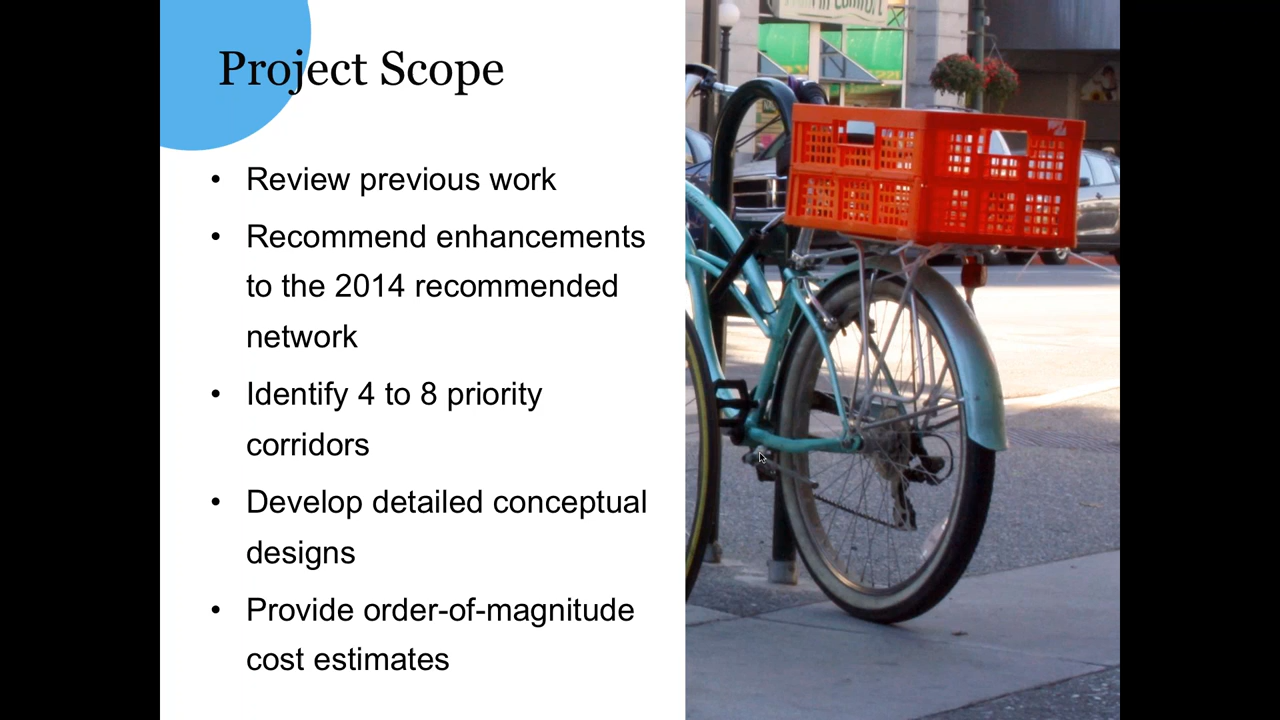 Project Scope
• Review previous work
• Recommend enhancements
to the 2014 recommended
network
• Identify 4 to 8 priority
corridors
• Develop detailed conceptual
designs
• Provide order-of-magnitude
cost estimates